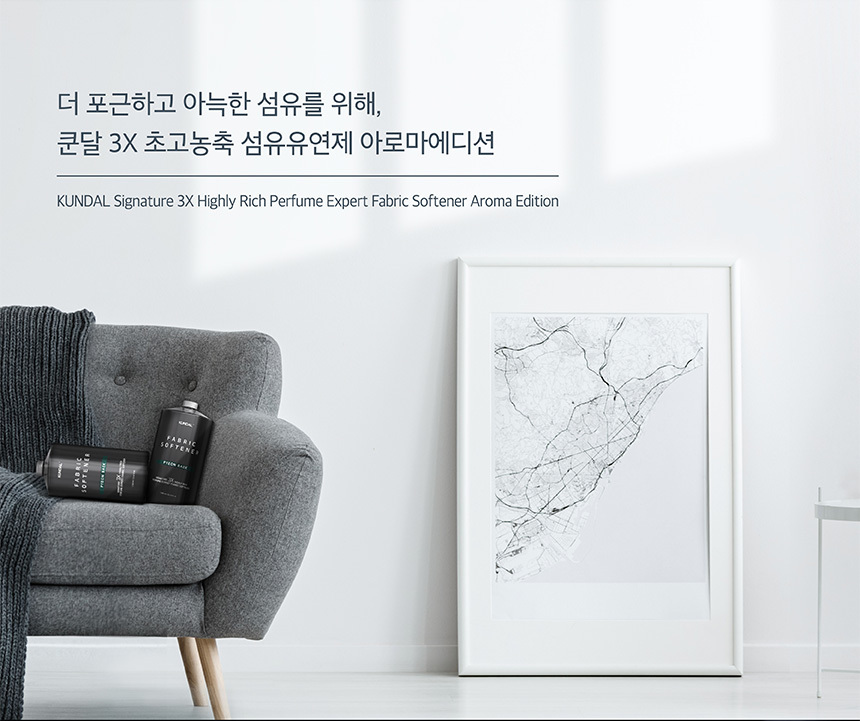 더 포근하고 아늑한 섬유를 위해,
쿤달 3X 초고농축 섬유유연제 아로마에디션
KUNDAL Signature 3X Highly Rich Perfume Expert Fabric Softener Aroma Edition
KUNDAL
FABRIC
SOFTENER
KUNDAL
FABRIC
SOFTENER